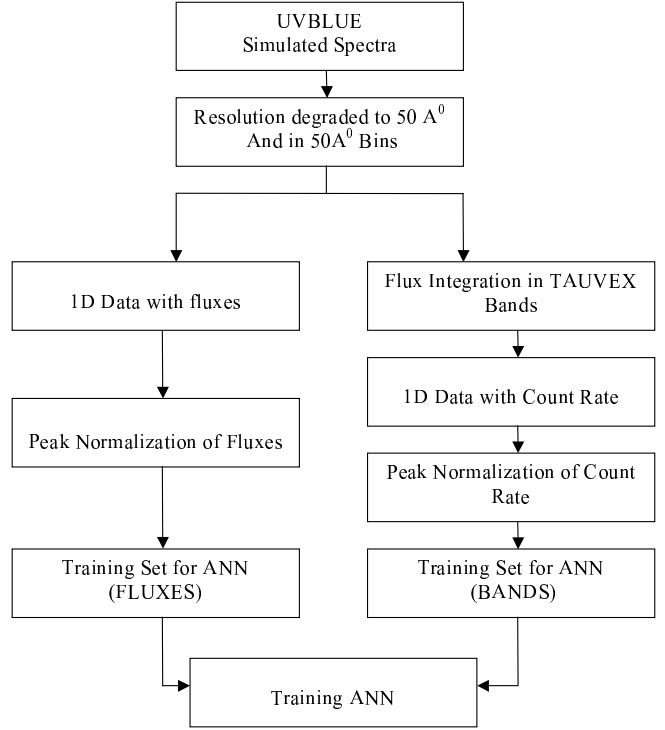 UVBLUE
Simulated Spectra
Resolution degraded to 50 A⁰
And in 50A⁰ Bins
1D Data with fluxes
Peak Normalization of Fluxes
Training Set for ANN
(FLUXES)
Flux Integration in TAUVEX
Bands
1D Data with Count Rate
Peak Normalization of Count
Rate
Training Set for ANN
(BANDS)
Training ANN